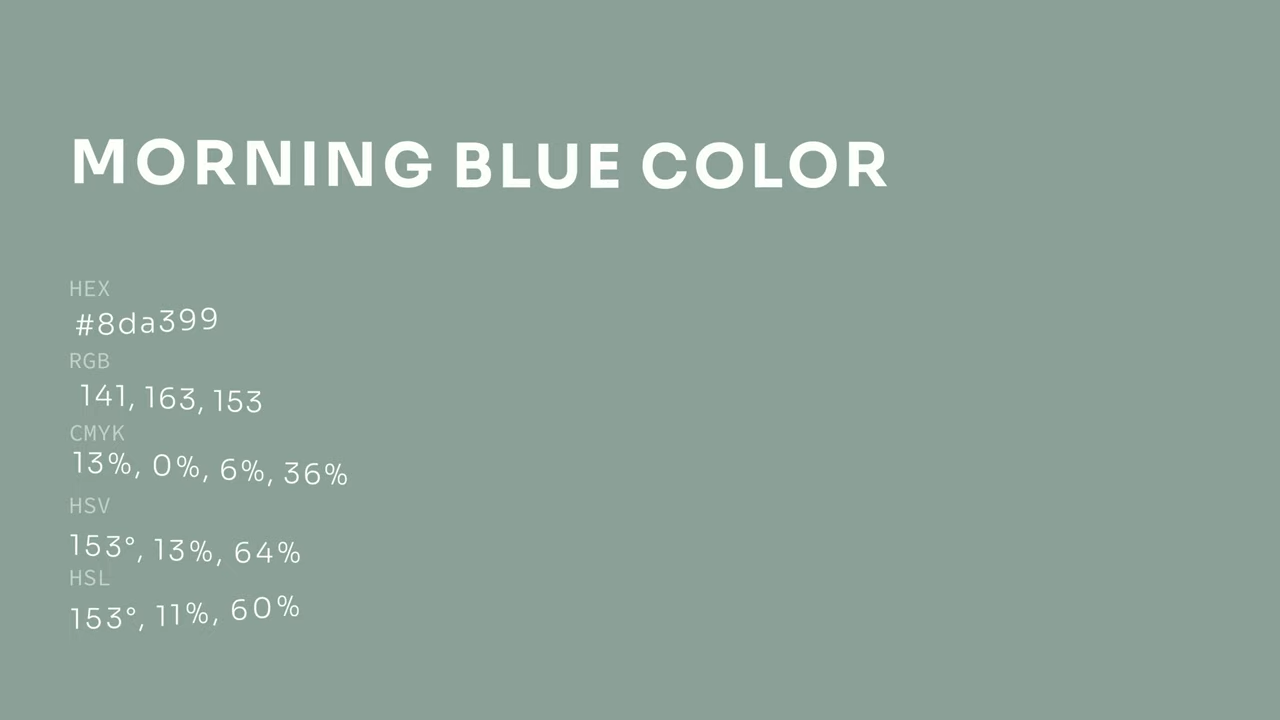 MORNING BLUE COLOR
HEX
#8da399
RGB
141, 163, 153
CMYK
13%, 0%, 6%, 36%
HSV
153°, 13%, 64%
HSL
153°, 11%, 60%